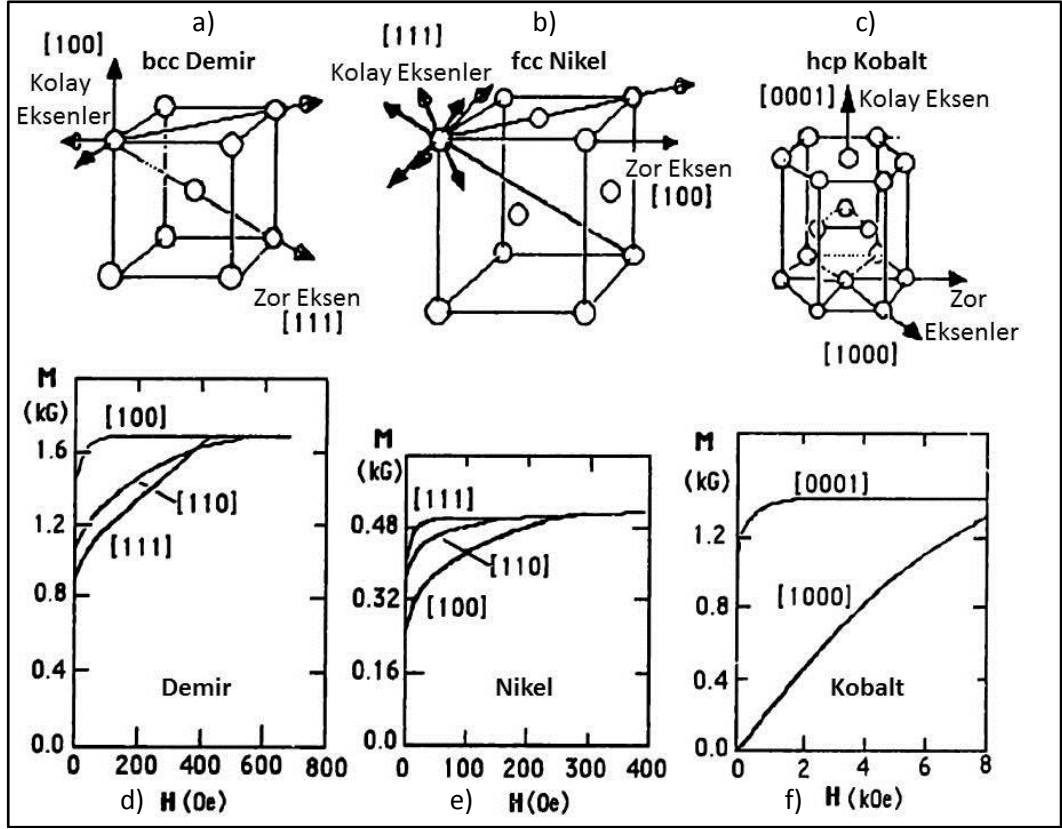 a)
[100]
bcc Demir
Kolay
Eksenler
Zor Eksen
[111]
b)
[111]
Kolay Eksenler
fcc Nikel
Zor Eksen
[100]
c)
hcp Kobalt
[0001]
Kolay Eksen
Zor
Eksenler
[1000]
M
(kG)
1.6
1.2
0.8
0.4
0.0
[100]
[110]
[111]
Demir
0 200 400 600 800
d) H (Oe)
M
(kG)
0.48
0.32
0.16
0.0
[111]
[110]
[100]
Nikel
0 100 200 300 400
e) H (Oe)
M
(kG)
1.2
0.8
0.4
0.0
[0001]
[1000]
Kobalt
0 2 4 6 8
f) H (kOe)